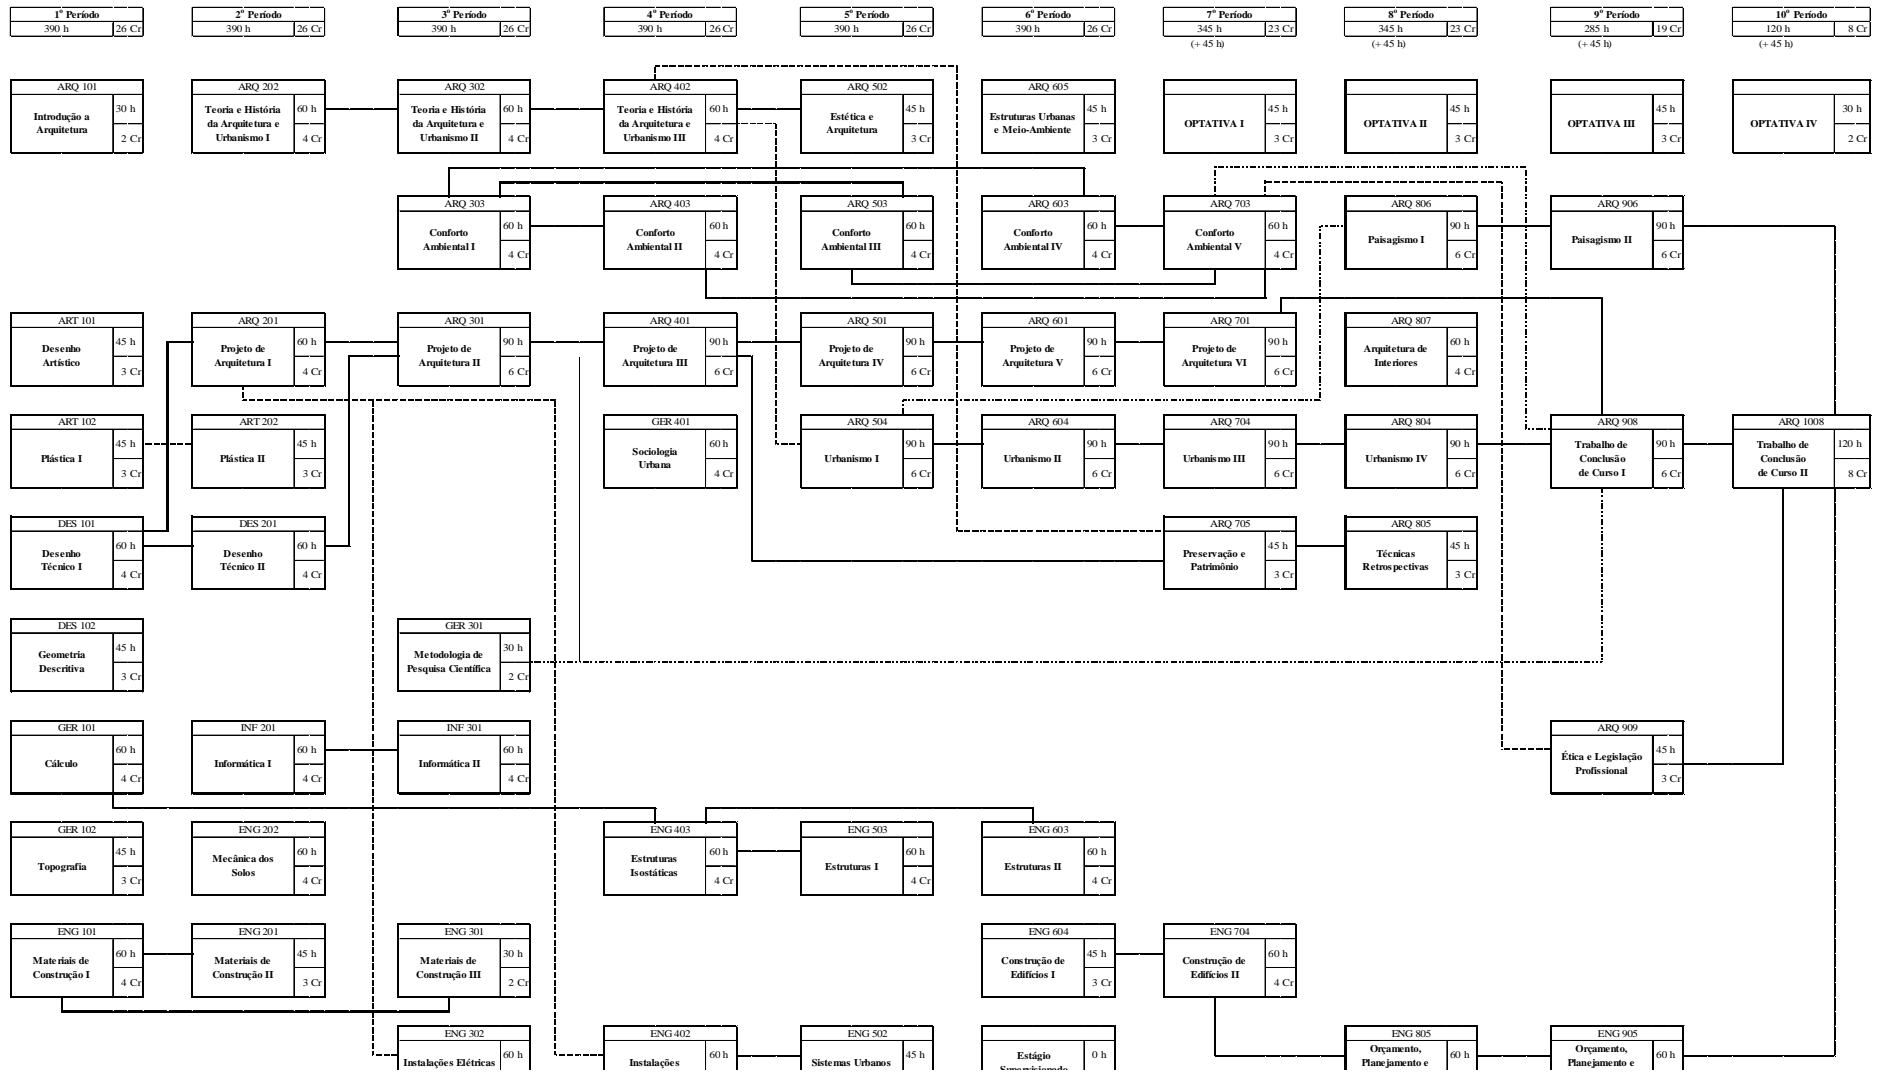 1º Período 2º Período 3º Período 4º Período 5º Período 6º Período 7º Período 8º Período 9º Período 10º Período
390 h 26 Cr 390 h 26 Cr 390 h 26 Cr 390 h 26 Cr 390 h 26 Cr 390 h 26 Cr 345 h 23 Cr 345 h 23 Cr 285 h 19 Cr 120 h 8 Cr
(+ 45 h) (+ 45 h) (+ 45 h) (+ 45 h)
ARQ 101
Introdução a
Arquitetura
30 h
2 Cr
ARQ 202
Teoria e História
da Arquitetura e
Urbanismo I
60 h
4 Cr
ARQ 302
Teoria e História
da Arquitetura e
Urbanismo II
60 h
4 Cr
ARQ 402
Teoria e História
da Arquitetura e
Urbanismo III
60 h
4 Cr
ARQ 502
Estética e
Arquitetura
45 h
3 Cr
ARQ 605
Estruturas Urbanas
e Meio-Ambiente
45 h
3 Cr
OPTATIVA I
45 h
3 Cr
OPTATIVA II
45 h
3 Cr
OPTATIVA III
45 h
3 Cr
OPTATIVA IV
30 h
2 Cr
ARQ 303
Conforto
Ambiental I
60 h
4 Cr
ARQ 403
Conforto
Ambiental II
60 h
4 Cr
ARQ 503
Conforto
Ambiental III
60 h
4 Cr
ARQ 603
Conforto
Ambiental IV
60 h
4 Cr
ARQ 703
Conforto
Ambiental V
60 h
4 Cr
ARQ 806
Paisagismo I
90 h
6 Cr
ARQ 906
Paisagismo II
90 h
6 Cr
ART 101
Desenho
Artístico
45 h
3 Cr
ARQ 201
Projeto de
Arquitetura I
60 h
4 Cr
ARQ 301
Projeto de
Arquitetura II
90 h
6 Cr
ARQ 401
Projeto de
Arquitetura III
90 h
6 Cr
ARQ 501
Projeto de
Arquitetura IV
90 h
6 Cr
ARQ 601
Projeto de
Arquitetura V
90 h
6 Cr
ARQ 701
Projeto de
Arquitetura VI
90 h
6 Cr
ARQ 807
Arquitetura de
Interiores
60 h
4 Cr
ART 102
Plástica I
45 h
3 Cr
ART 202
Plástica II
45 h
3 Cr
GER 401
Sociologia
Urbana
60 h
4 Cr
ARQ 504
Urbanismo I
90 h
6 Cr
ARQ 604
Urbanismo II
90 h
6 Cr
ARQ 704
Urbanismo III
90 h
6 Cr
ARQ 804
Urbanismo IV
90 h
6 Cr
ARQ 908
Trabalho de
Conclusão
de Curso I
90 h
6 Cr
ARQ 1008
Trabalho de
Conclusão
de Curso II
120 h
8 Cr
DES 101
Desenho
Técnico I
60 h
4 Cr
DES 201
Desenho
Técnico II
60 h
4 Cr
ARQ 705
Preservação e
Patrimônio
45 h
3 Cr
ARQ 805
Técnicas
Retrospectivas
45 h
3 Cr
DES 102
Geometria
Descritiva
45 h
3 Cr
GER 301
Metodologia de
Pesquisa Científica
30 h
2 Cr
GER 101
Cálculo
60 h
4 Cr
INF 201
Informática I
60 h
4 Cr
INF 301
Informática II
60 h
4 Cr
ARQ 909
Ética e Legislação
Profissional
45 h
3 Cr
GER 102
Topografia
45 h
3 Cr
ENG 202
Mecânica dos
Solos
60 h
4 Cr
ENG 403
Estruturas
Isostáticas
60 h
4 Cr
ENG 503
Estruturas I
60 h
4 Cr
ENG 603
Estruturas II
60 h
4 Cr
ENG 101
Materiais de
Construção I
60 h
4 Cr
ENG 201
Materiais de
Construção II
45 h
3 Cr
ENG 301
Materiais de
Construção III
30 h
2 Cr
ENG 604
Construção de
Edifícios I
45 h
3 Cr
ENG 704
Construção de
Edifícios II
60 h
4 Cr
ENG 302
Instalações Elétricas
60 h
ENG 402
Instalações
60 h
ENG 502
Sistemas Urbanos
45 h
Estágio
0 h
ENG 805
Orçamento,
Planejamento e
60 h
ENG 905
Orçamento,
Planejamento e
60 h